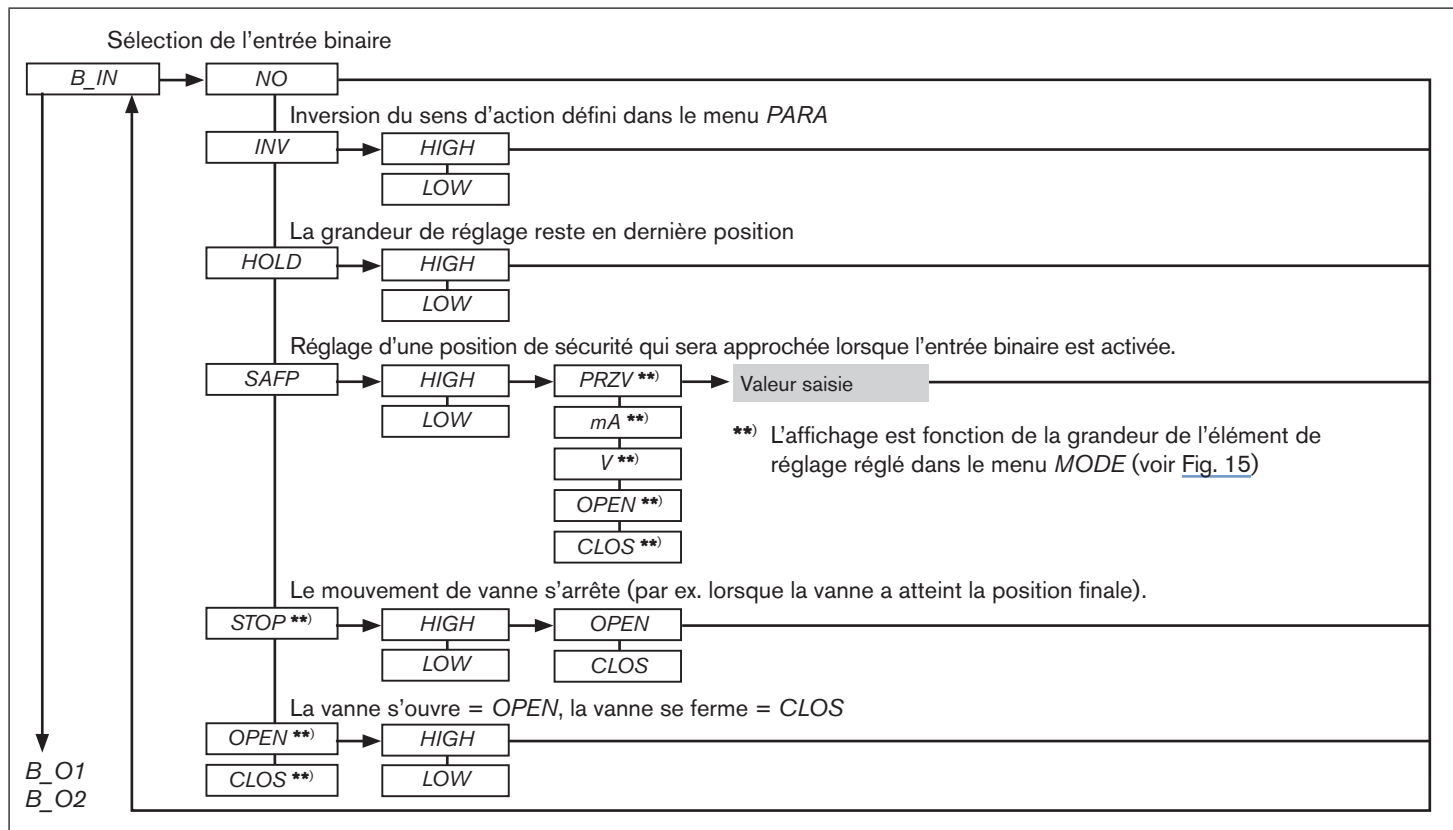 Sélection de l'entrée binaire
B_IN
NO
Inversion du sens d'action défini dans le menu PARA
INV
HIGH
LOW
La grandeur de réglage reste en dernière position
HOLD
HIGH
LOW
Réglage d'une position de sécurité qui sera approchée lorsque l'entrée binaire est activée.
SAFP
HIGH
PRZV **)
Valeur saisie
LOW
mA **)
V **)
OPEN **)
CLOS **)
**) L'affichage est fonction de la grandeur de l'élément de
réglage réglé dans le menu MODE (voir Fig. 15)
Le mouvement de vanne s'arrête (par ex. lorsque la vanne a atteint la position finale).
STOP **)
HIGH
OPEN
LOW
CLOS
La vanne s'ouvre = OPEN, la vanne se ferme = CLOS
OPEN **)
HIGH
CLOS **)
LOW
B_O1
B_O2